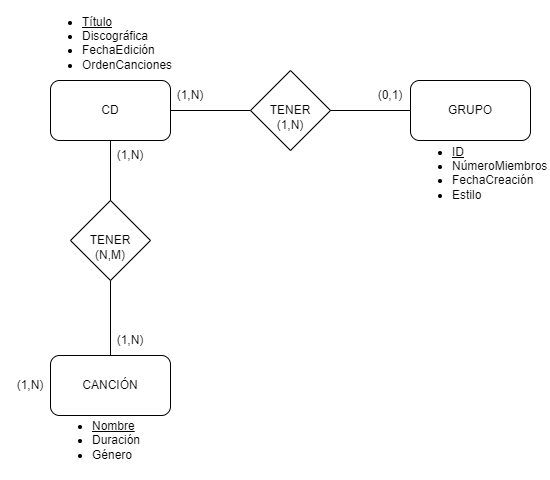 Título
Discográfica
FechaEdición
OrdenCanciones
CD
(1,N)
TENER
(1,N)
(0,1)
GRUPO
ID
NúmeroMiembros
FechaCreación
Estilo
(1,N)
TENER
(N,M)
(1,N)
(1,N)
CANCIÓN
Nombre
Duración
Género